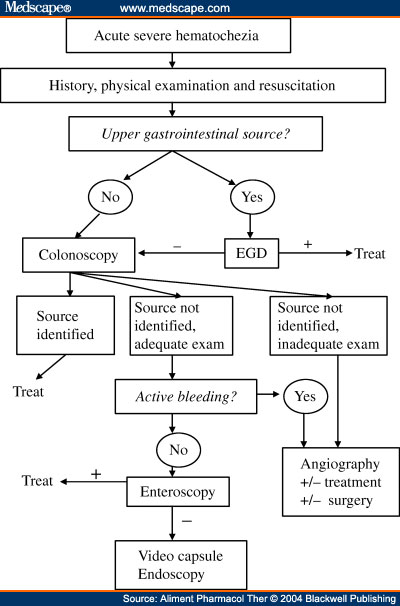 Medscape® www.medscape.com
Acute severe hematochezia
History, physical examination and resuscitation
Upper gastrointestinal source?
No
Yes
Colonoscopy
–
EGD
+
Treat
Source
identified
Source not
identified,
adequate exam
Source not
identified,
inadequate exam
Treat
Active bleeding?
Yes
No
Treat
+
Enteroscopy
–
Angiography
+/– treatment
+/– surgery
Video capsule
Endoscopy
Source: Aliment Pharmacol Ther © 2004 Blackwell Publishing